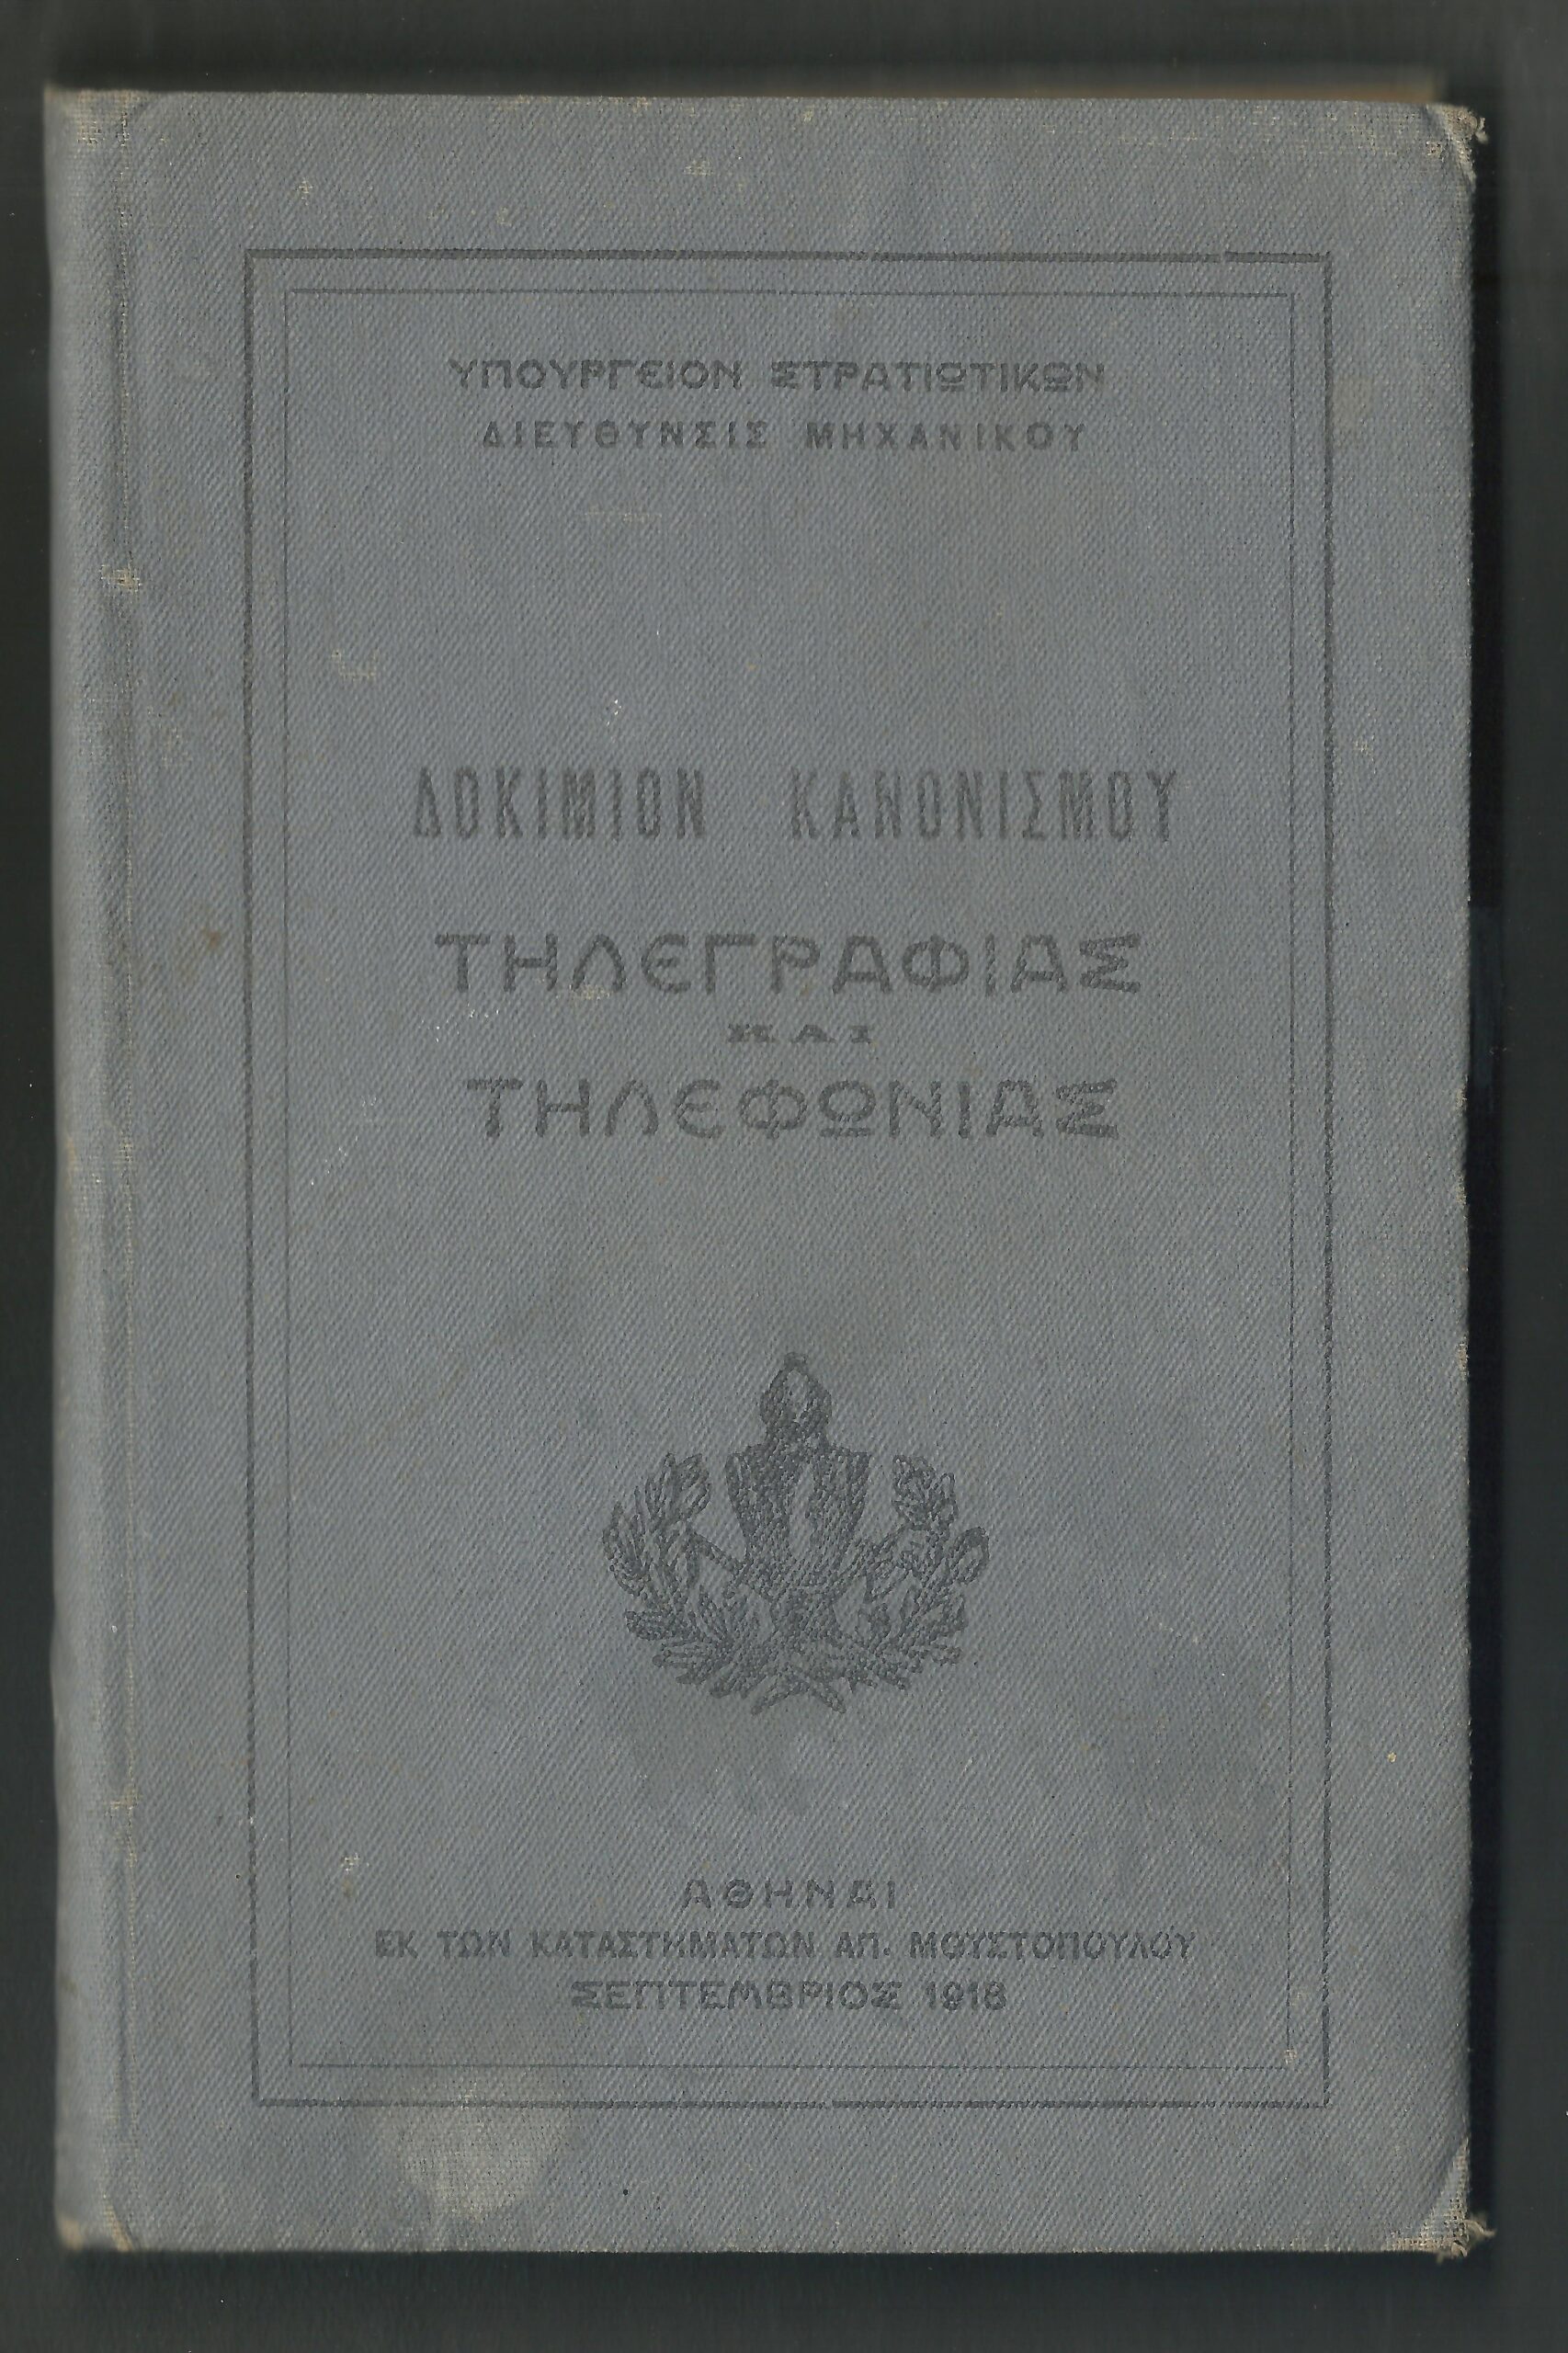 ΥΠΟΥΡΓΕΙΟΝ ΣΤΡΑΤΙΩΤΙΚΩΝ
ΔΙΕΥΘΥΝΣΙΣ ΜΗΧΑΝΙΚΟΥ
ΔΟΚΙΜΙΟΝ ΚΑΝΟΝΙΣΜΟΥ
ΤΗΛΕΓΡΑΦΙΑΣ
ΚΑΙ
ΤΗΛΕΦΩΝΙΑΣ
ΑΘΗΝΑΙ
ΕΚ ΤΩΝ ΚΑΤΑΣΤΗΜΑΤΩΝ ΑΠ. ΜΟΥΣΤΟΠΟΥΛΟΥ
ΣΕΠΤΕΜΒΡΙΟΣ 1918